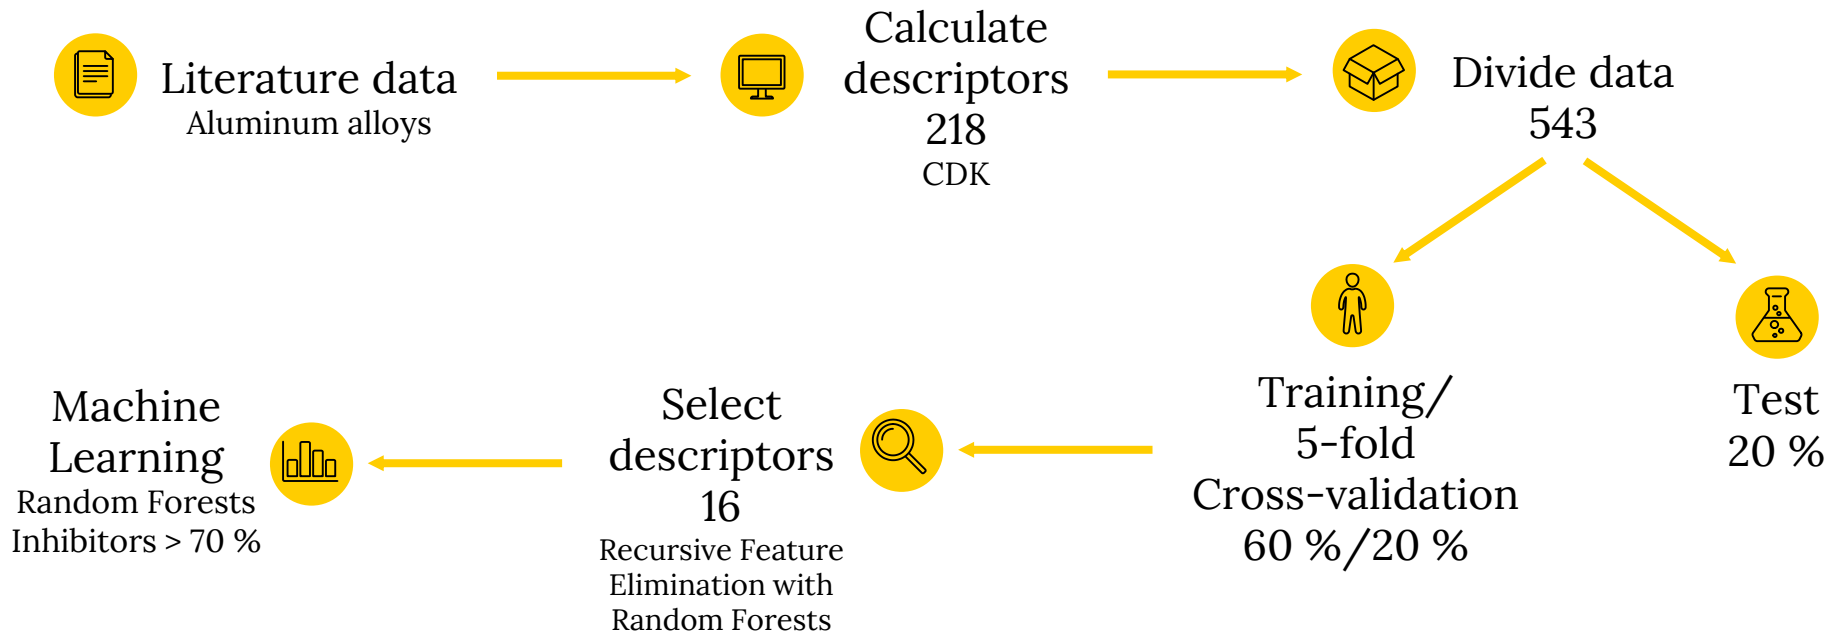 Literature data
Aluminum alloys
Calculate
descriptors
218
CDK
Divide data
543
Training/
5-fold
Cross-validation
60 %/20 %
Test
20 %
Select
descriptors
16
Recursive Feature
Elimination with
Random Forests
Machine
Learning
Random Forests
Inhibitors > 70 %